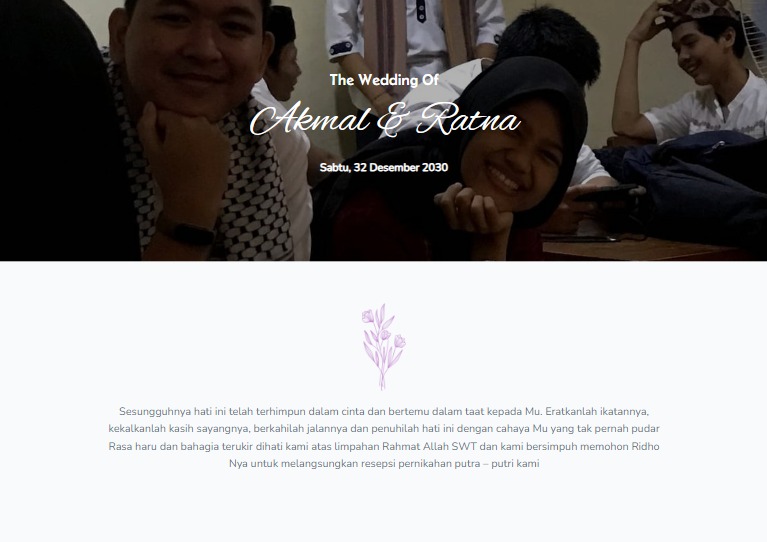 The Wedding Of
Akmal & Ratna
Sabtu, 32 Desember 2030
Sesungguhnya hati ini telah terhimpun dalam cinta dan bertemu dalam taat kepada Mu. Eratkanlah ikatannya,
kekalkanlah kasih sayangnya, berkahilah jalannya dan penuhilah hati ini dengan cahaya Mu yang tak pernah pudar
Rasa haru dan bahagia terukir dihati kami atas limpahan Rahmat Allah SWT dan kami bersimpuh memohon Ridho
Nya untuk melangsungkan resepsi pernikahan putra – putri kami